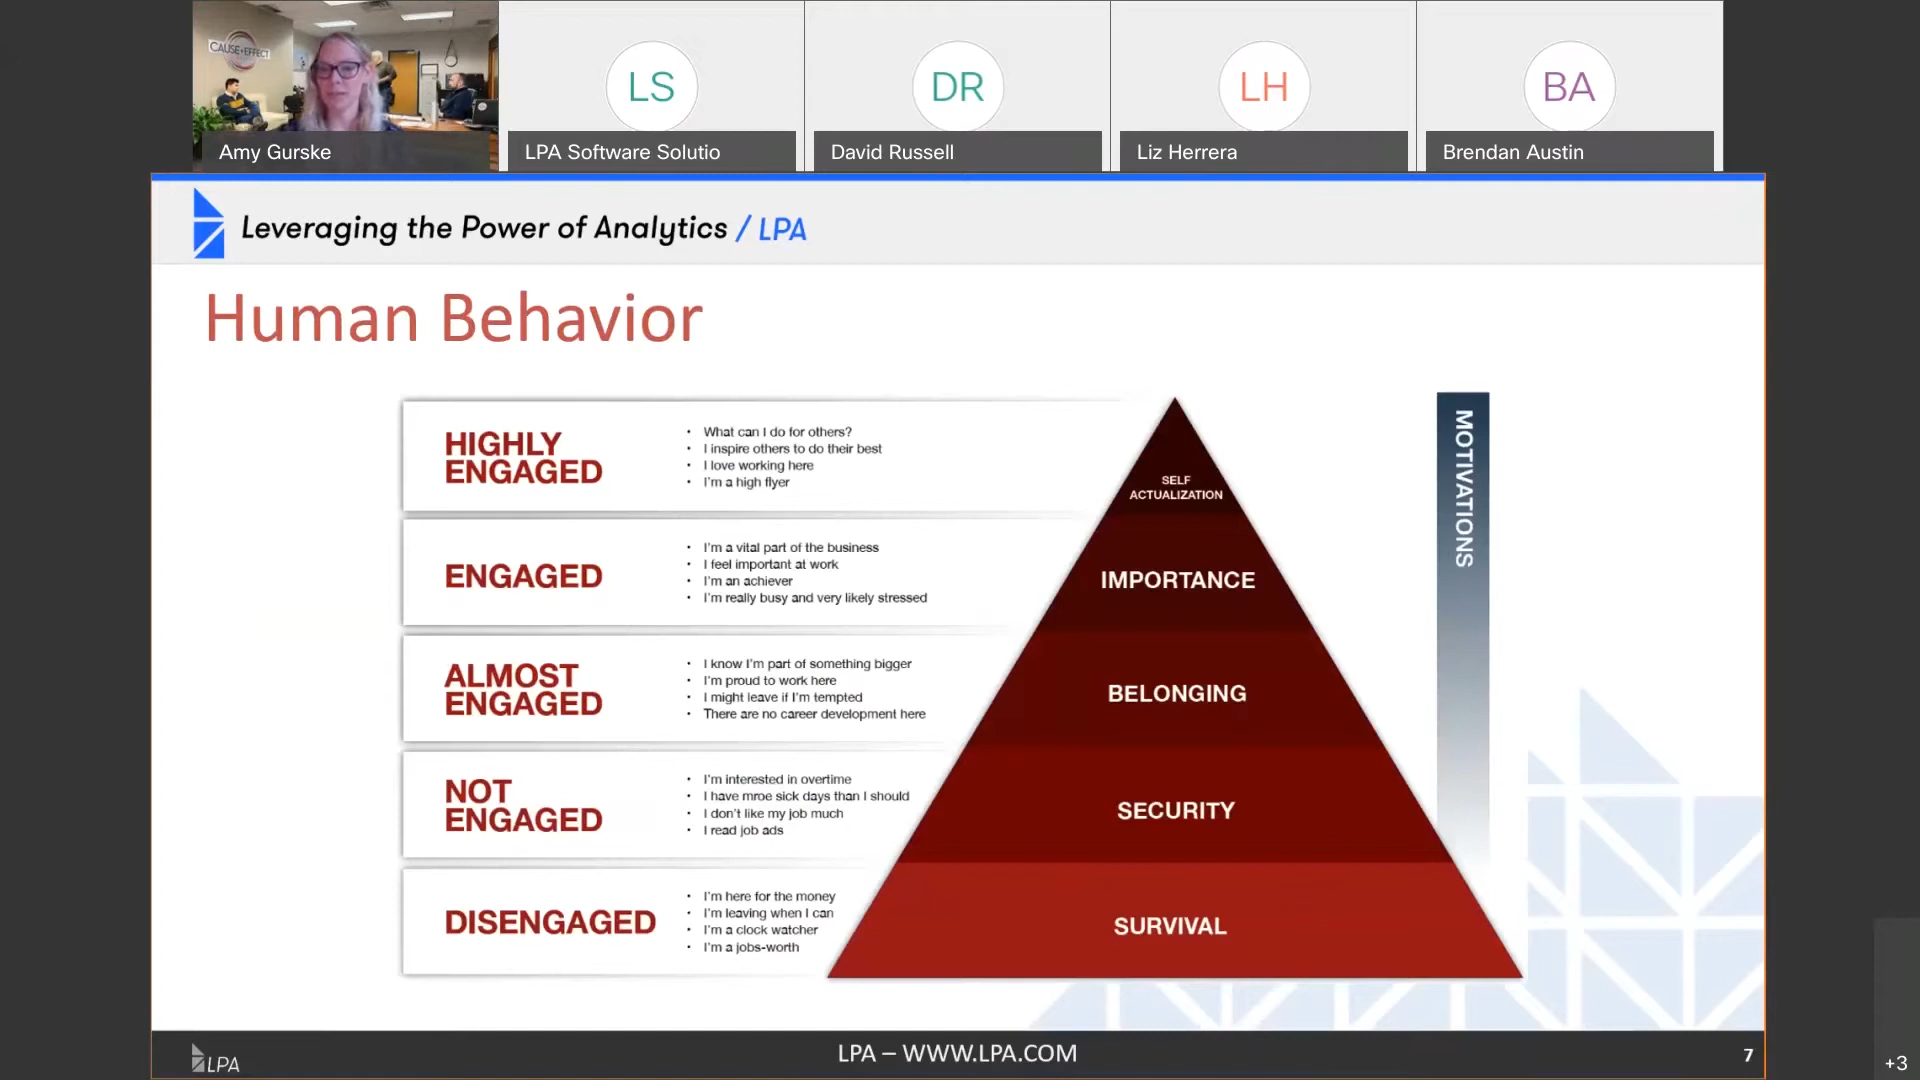 CAUSE+EFFECT
LS
DR
LH
BA
Amy Gurske
LPA Software Solutio
David Russell
Liz Herrera
Brendan Austin
Leveraging the Power of Analytics / LPA
Human Behavior
HIGHLY
ENGAGED
• What can I do for others?
• I inspire others to do their best
• I love working here
• I'm a high flyer
ENGAGED
• I'm a vital part of the business
• I feel important at work
• I'm an achiever
• I'm really busy and very likely stressed
ALMOST
ENGAGED
• I know I'm part of something bigger
• I'm proud to work here
• I might leave if I'm tempted
• There are no career development here
NOT
ENGAGED
• I'm interested in overtime
• I have mroe sick days than I should
• I don't like my job much
• I read job ads
DISENGAGED
• I'm here for the money
• I'm leaving when I can
• I'm a clock watcher
• I'm a jobs-worth
SELF
ACTUALIZATION
IMPORTANCE
BELONGING
SECURITY
SURVIVAL
MOTIVATIONS
LPA
LPA – WWW.LPA.COM
7
+3